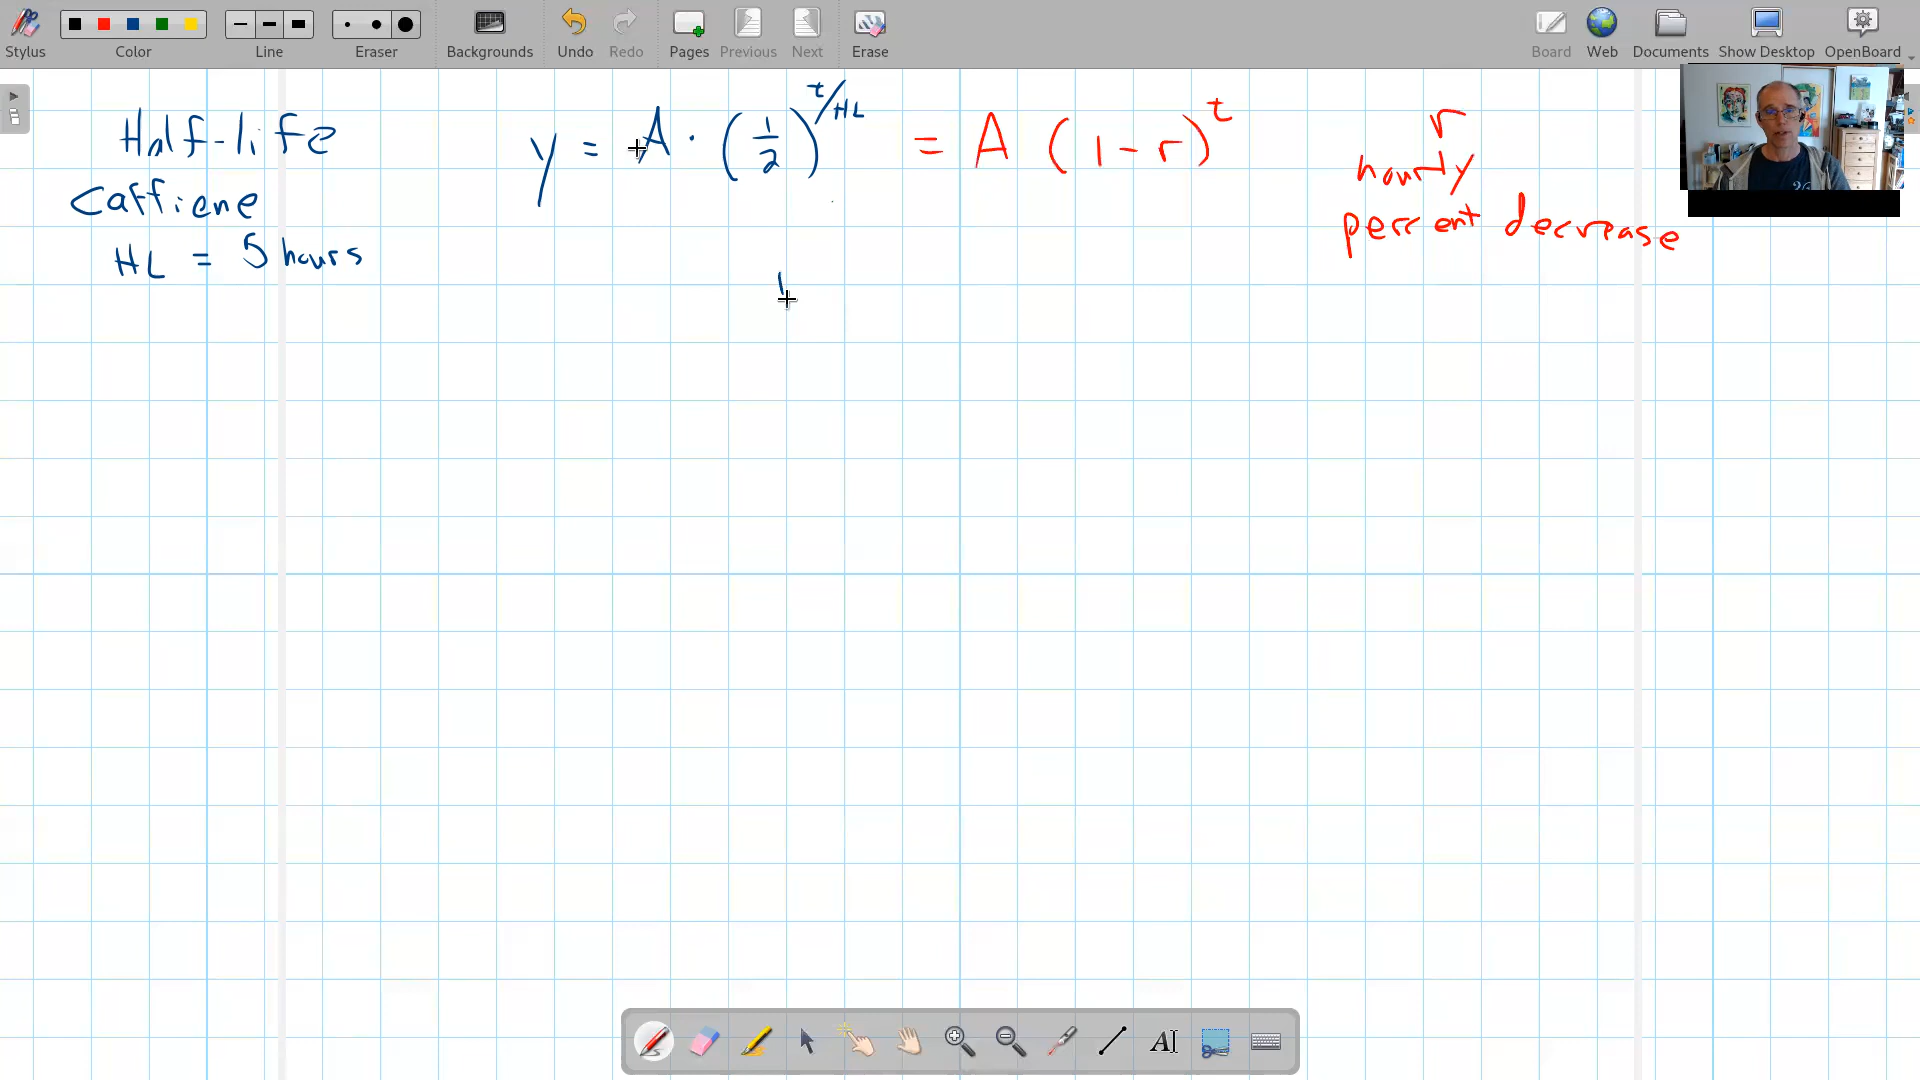 Stylus Color Line Eraser Backgrounds Undo Redo Pages Previous Next Erase Board Web Documents Show Desktop OpenBoard
Half-life
Caffiene
HL = 5 hours
y = A · (1/2)^t/HL = A (1 - r)^t
r
hourly
percent decrease